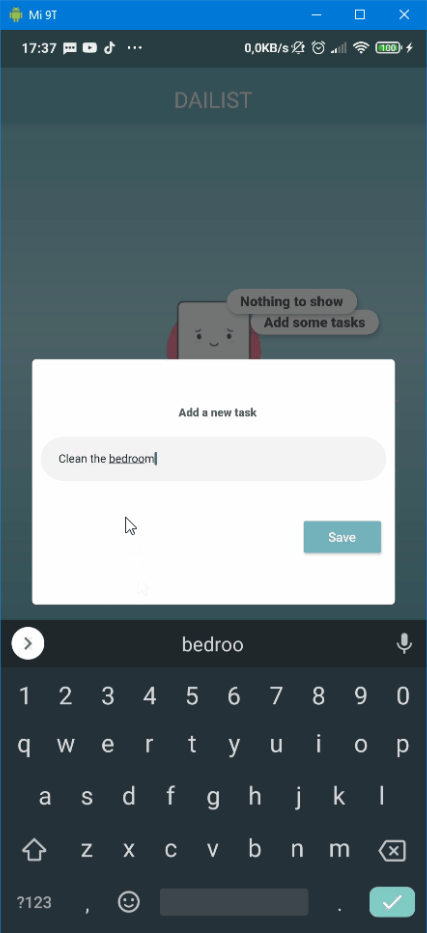 Mi 9T
17:37 ... 0,0KB/s 100
DAILIST
Nothing to show
Add some tasks
Add a new task
Clean the bedroom
Save
bedroo
1 2 3 4 5 6 7 8 9 0
q w e r t y u i o p
a s d f g h j k l
z x c v b n m
?123 , .